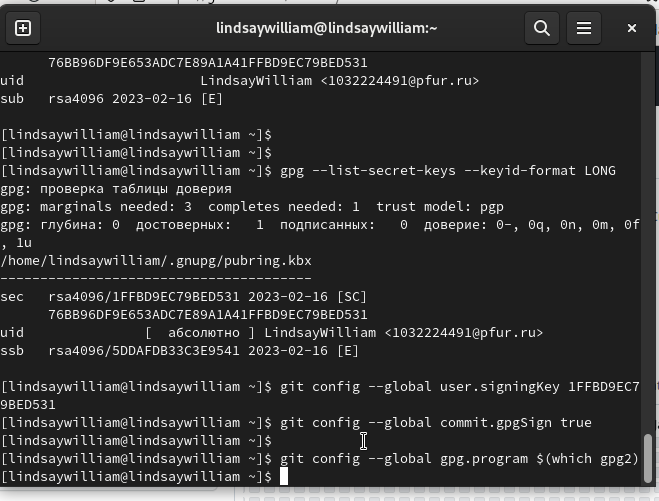 lindsaywilliam@lindsaywilliam:~
76BB96DF9E653ADC7E89A1A41FFBD9EC79BED531
uid                      LindsayWilliam <1032224491@pfur.ru>
sub   rsa4096 2023-02-16 [E]
[lindsaywilliam@lindsaywilliam ~]$
[lindsaywilliam@lindsaywilliam ~]$
[lindsaywilliam@lindsaywilliam ~]$ gpg --list-secret-keys --keyid-format LONG
gpg: проверка таблицы доверия
gpg: marginals needed: 3  completes needed: 1  trust model: pgp
gpg: глубина: 0  достоверных:   1  подписанных:   0  доверие: 0-, 0q, 0n, 0m, 0f
, 1u
/home/lindsaywilliam/.gnupg/pubring.kbx
---------------------------------------
sec   rsa4096/1FFBD9EC79BED531 2023-02-16 [SC]
76BB96DF9E653ADC7E89A1A41FFBD9EC79BED531
uid               [  абсолютно ] LindsayWilliam <1032224491@pfur.ru>
ssb   rsa4096/5DDAFDB33C3E9541 2023-02-16 [E]
[lindsaywilliam@lindsaywilliam ~]$ git config --global user.signingKey 1FFBD9EC7
9BED531
[lindsaywilliam@lindsaywilliam ~]$ git config --global commit.gpgSign true
[lindsaywilliam@lindsaywilliam ~]$
[lindsaywilliam@lindsaywilliam ~]$ git config --global gpg.program $(which gpg2)
[lindsaywilliam@lindsaywilliam ~]$